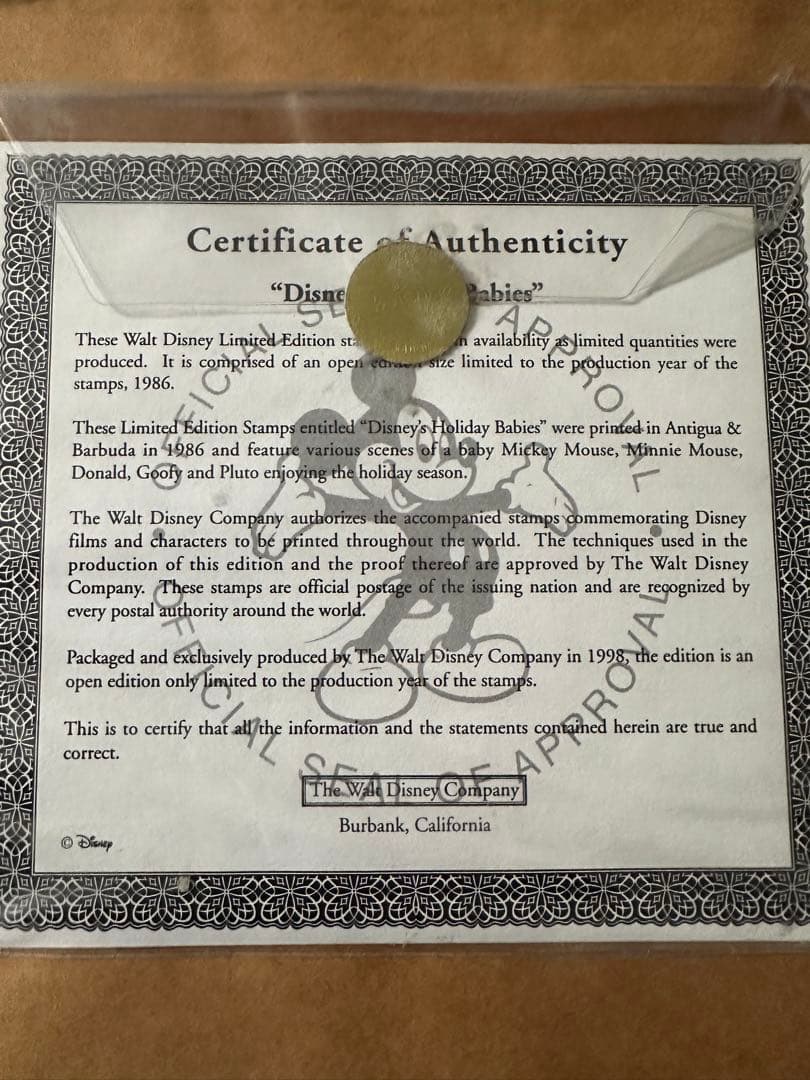 Certificate of Authenticity
"Disne Babies"
These Walt Disney Limited Edition in availability as limited quantities were
produced. It is comprised of an open edition size limited to the production year of the
stamps, 1986.
These Limited Edition Stamps entitled "Disney's Holiday Babies" were printed in Antigua &
Barbuda in 1986 and feature various scenes of a baby Mickey Mouse, Minnie Mouse,
Donald, Goofy and Pluto enjoying the holiday season.
The Walt Disney Company authorizes the accompanied stamps commemorating Disney
films and characters to be printed throughout the world. The techniques used in the
production of this edition and the proof thereof are approved by The Walt Disney
Company. These stamps are official postage of the issuing nation and are recognized by
every postal authority around the world.
Packaged and exclusively produced by The Walt Disney Company in 1998, the edition is an
open edition only limited to the production year of the stamps.
This is to certify that all the information and the statements contained herein are true and
correct.
The Walt Disney Company
Burbank, California
© Disney
OFFICIAL SE APPROVAL
OFFICIAL SEAL OF APPROVAL